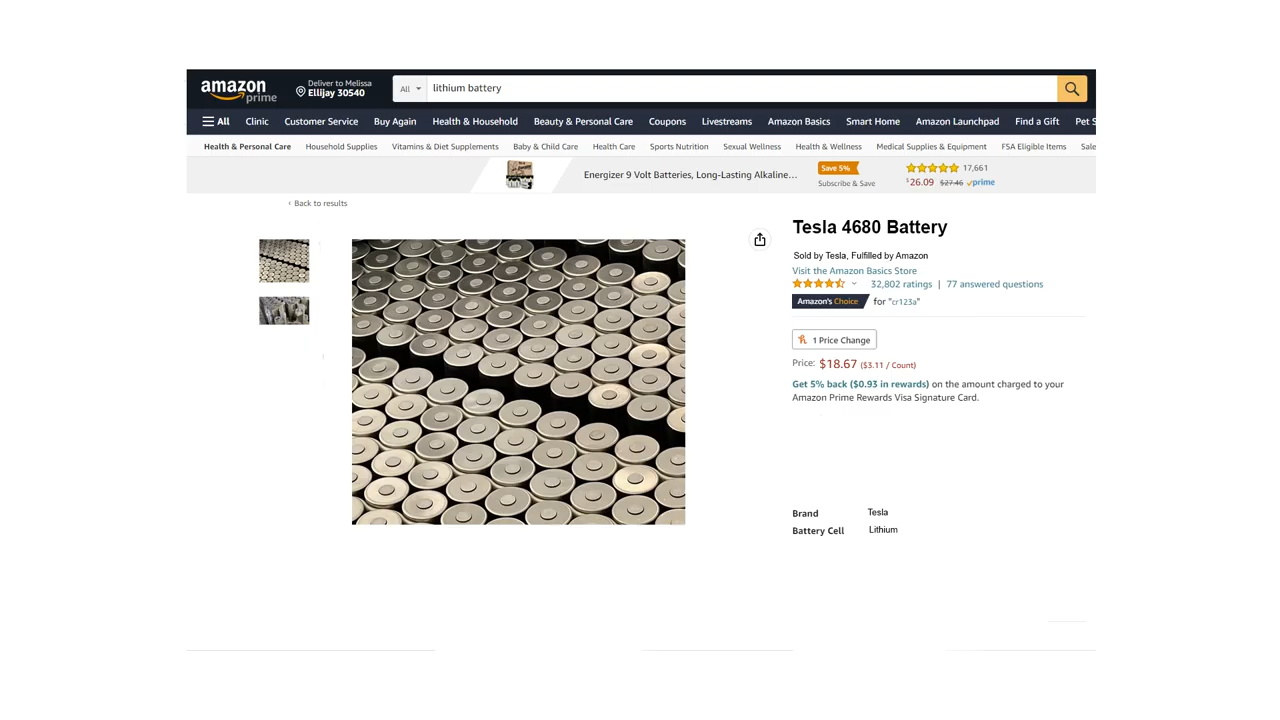 amazon prime
Deliver to Melissa
Ellijay 30540
All
lithium battery
All Clinic Customer Service Buy Again Health & Household Beauty & Personal Care Coupons Livestreams Amazon Basics Smart Home Amazon Launchpad Find a Gift Pet S
Health & Personal Care Household Supplies Vitamins & Diet Supplements Baby & Child Care Health Care Sports Nutrition Sexual Wellness Health & Wellness Medical Supplies & Equipment FSA Eligible Items Sale
Energizer 9 Volt Batteries, Long-Lasting Alkaline…
Save 5%
Subscribe & Save
17,661
$26.09 $27.46 prime
‹ Back to results
Tesla 4680 Battery
Sold by Tesla, Fulfilled by Amazon
Visit the Amazon Basics Store
32,802 ratings | 77 answered questions
Amazon's Choice for "cr123a"
1 Price Change
Price: $18.67 ($3.11 / Count)
Get 5% back ($0.93 in rewards) on the amount charged to your
Amazon Prime Rewards Visa Signature Card.
Brand Tesla
Battery Cell Lithium